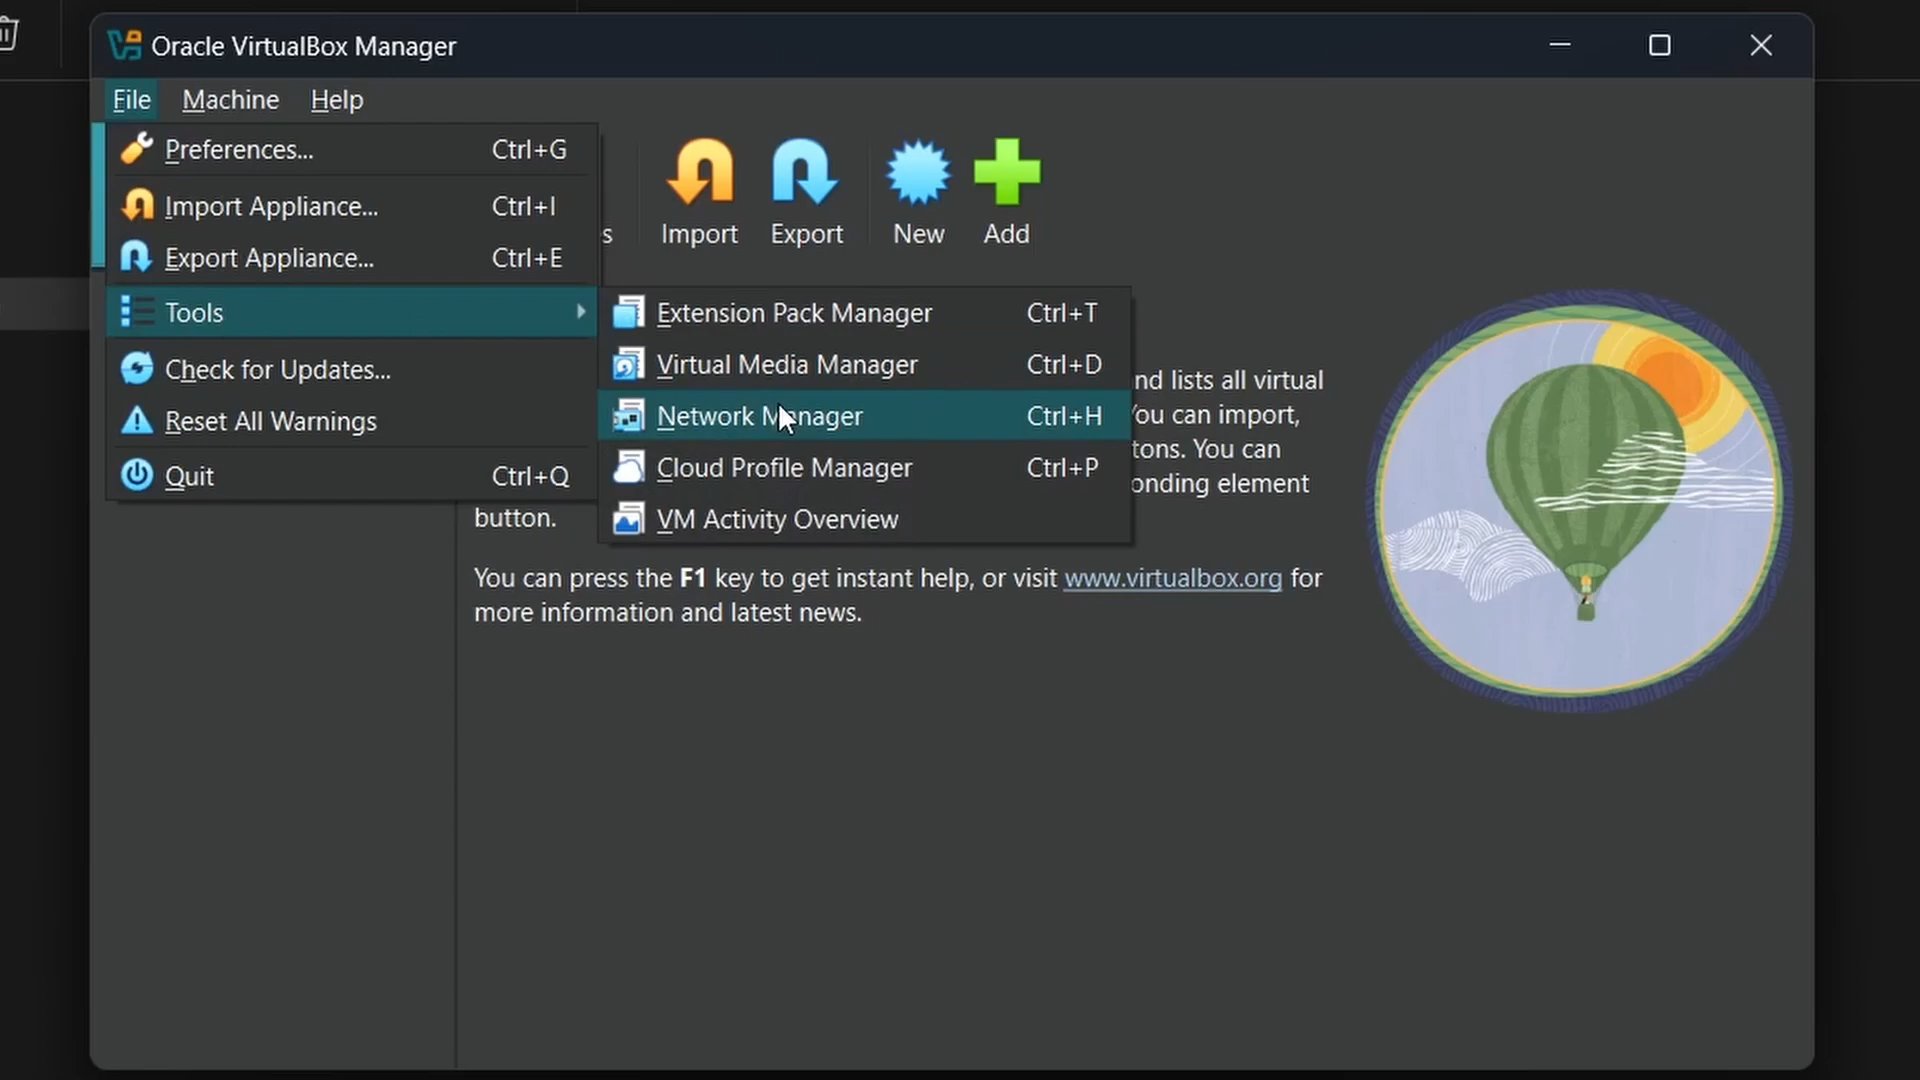 Oracle VirtualBox Manager
File Machine Help
Preferences... Ctrl+G
Import Appliance... Ctrl+I
Export Appliance... Ctrl+E
Tools
Check for Updates...
Reset All Warnings
Quit Ctrl+Q
s Import Export New Add
Extension Pack Manager Ctrl+T
Virtual Media Manager Ctrl+D
Network Manager Ctrl+H
Cloud Profile Manager Ctrl+P
VM Activity Overview
nd lists all virtual
You can import,
tons. You can
onding element
button.
You can press the F1 key to get instant help, or visit www.virtualbox.org for
more information and latest news.